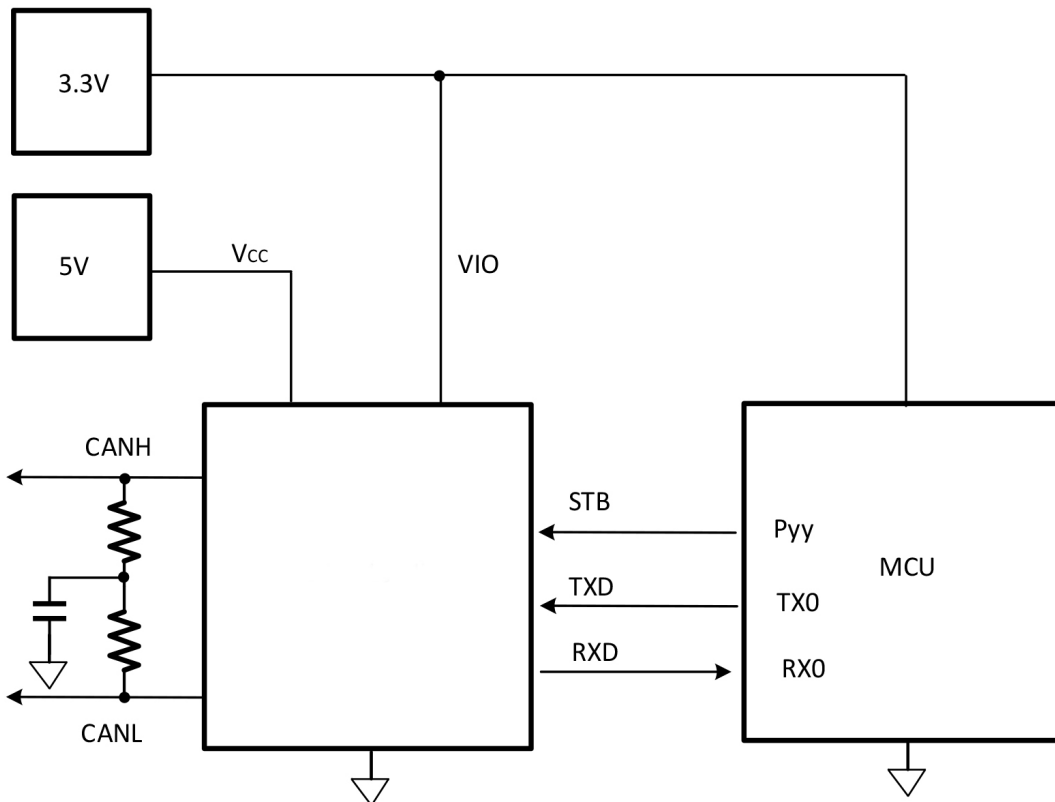 3.3V
5V
Vcc
VIO
CANH
STB
Pyy
MCU
TXD
TX0
RXD
RX0
CANL